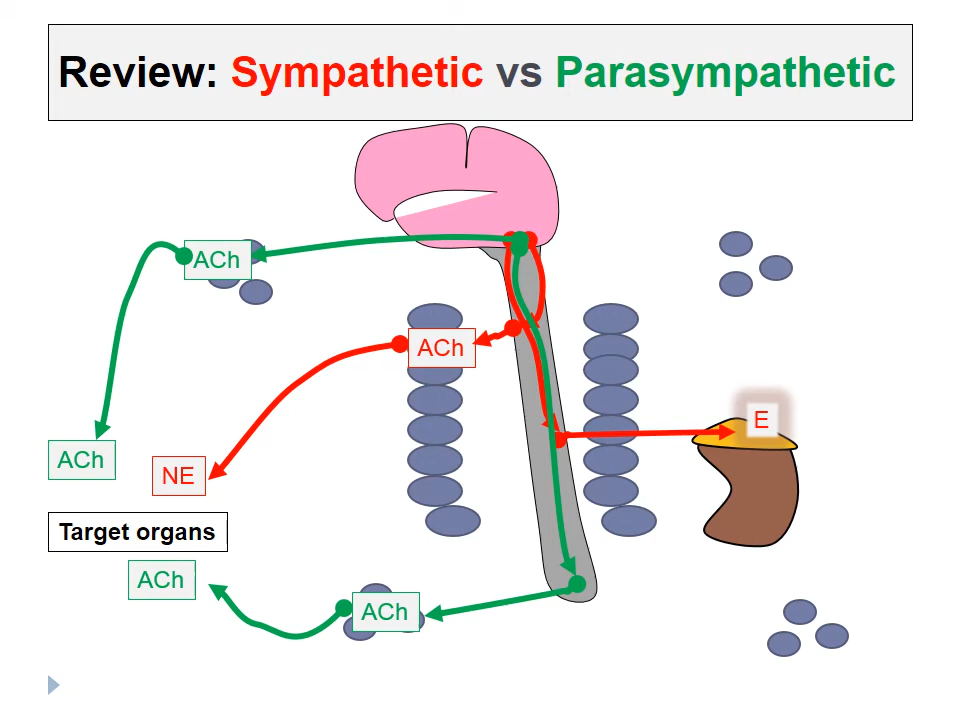 Review: Sympathetic vs Parasympathetic
ACh
ACh
E
ACh
NE
Target organs
ACh
ACh